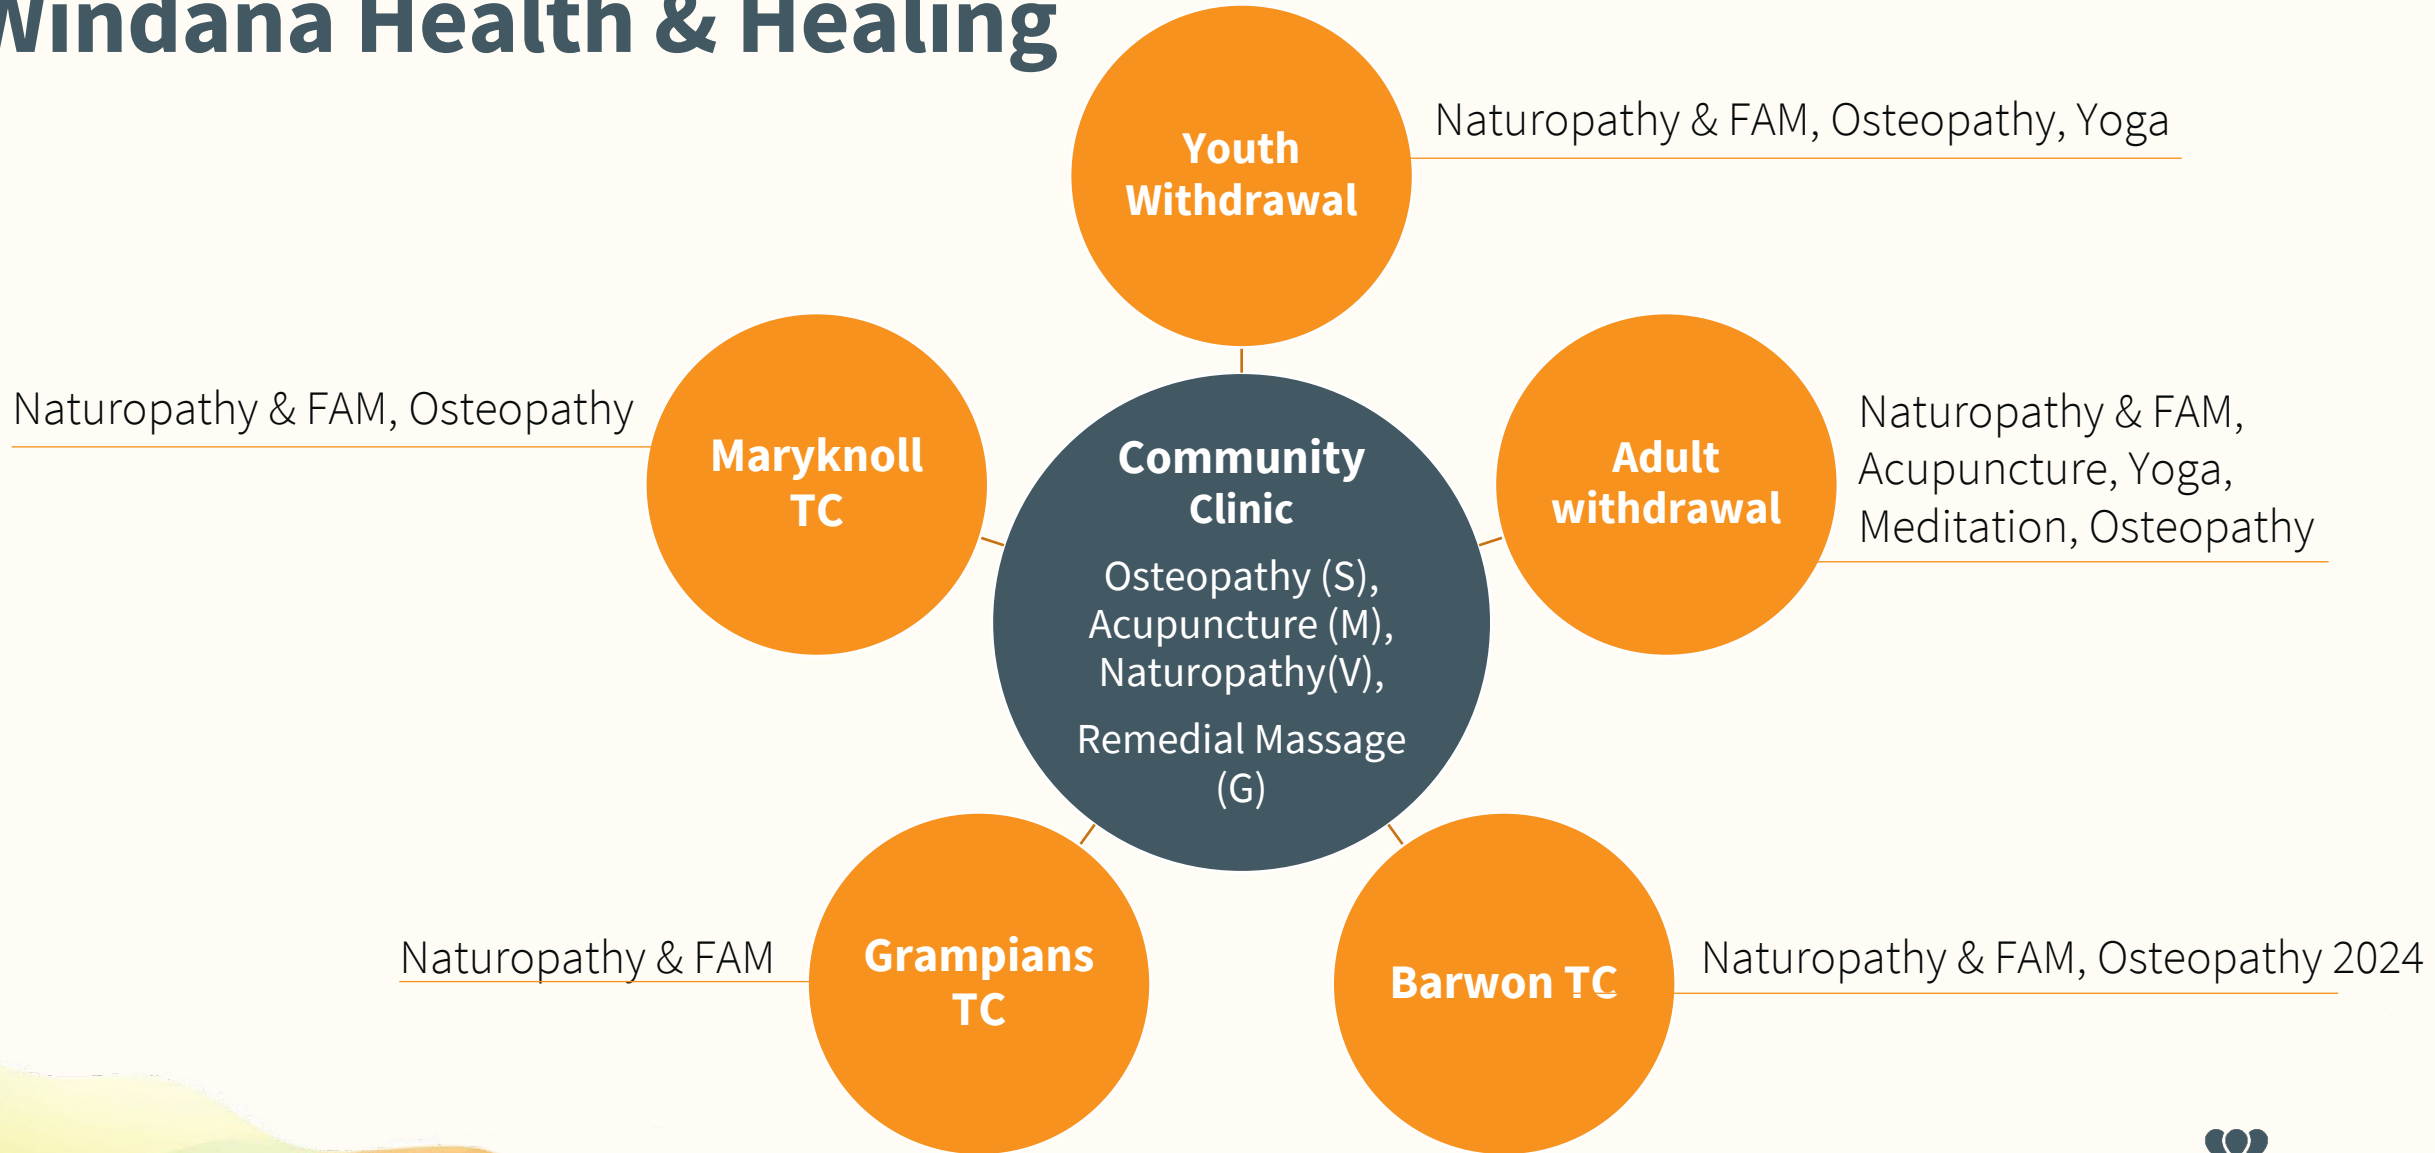 Windana Health & Healing
Youth
Withdrawal
Naturopathy & FAM, Osteopathy, Yoga
Naturopathy & FAM, Osteopathy
Maryknoll
TC
Community
Clinic
Osteopathy (S),
Acupuncture (M),
Naturopathy(V),
Remedial Massage
(G)
Adult
withdrawal
Naturopathy & FAM,
Acupuncture, Yoga,
Meditation, Osteopathy
Naturopathy & FAM
Grampians
TC
Barwon TC
Naturopathy & FAM, Osteopathy 2024